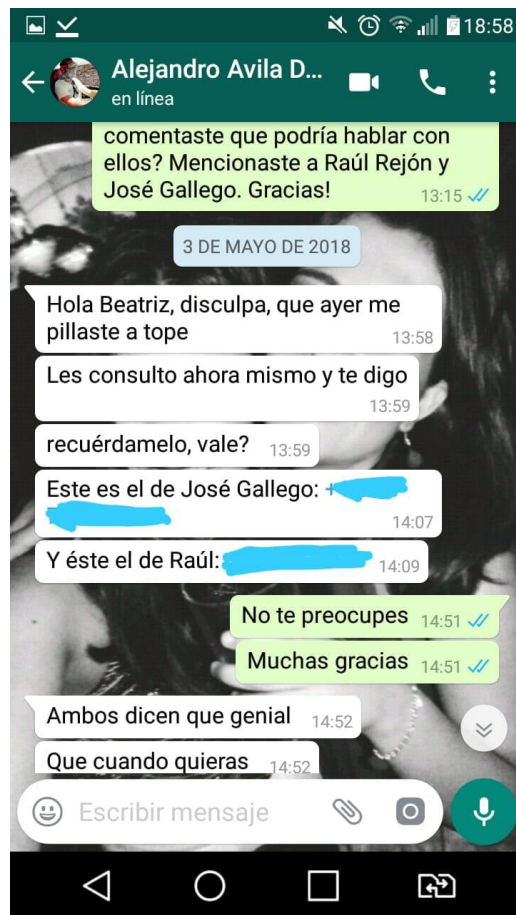 18:58
Alejandro Avila D...
en línea
comentaste que podría hablar con
ellos? Mencionaste a Raúl Rejón y
José Gallego. Gracias!
13:15
3 DE MAYO DE 2018
Hola Beatriz, disculpa, que ayer me
pillaste a tope
13:58
Les consulto ahora mismo y te digo
13:59
recuérdamelo, vale? 13:59
Este es el de José Gallego: +
14:07
Y éste el de Raúl: 14:09
No te preocupes 14:51
Muchas gracias 14:51
Ambos dicen que genial 14:52
Que cuando quieras 14:52
Escribir mensaje